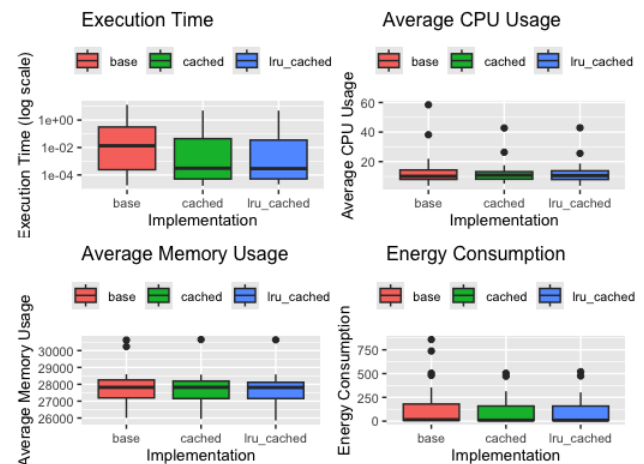 Execution Time
base cached lru_cached
Execution Time (log scale)
1e+00
1e-02
1e-04
base cached lru_cached
Implementation
Average CPU Usage
base cached lru_cached
Average CPU Usage
60
40
20
base cached lru_cached
Implementation
Average Memory Usage
base cached lru_cached
Average Memory Usage
30000
29000
28000
27000
26000
base cached lru_cached
Implementation
Energy Consumption
base cached lru_cached
Energy Consumption
750
500
250
0
base cached lru_cached
Implementation